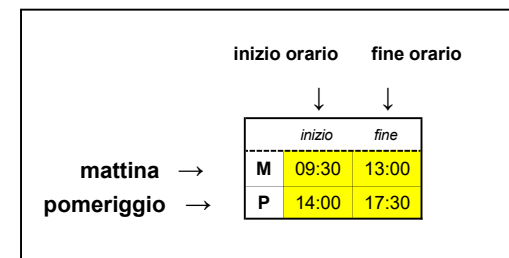 inizio orario fine orario
↓ ↓
inizio fine
mattina → M 09:30 13:00
pomeriggio → P 14:00 17:30